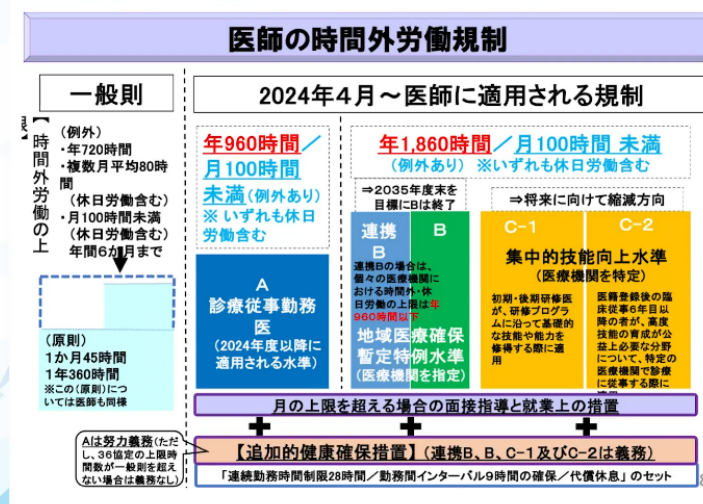 医師の時間外労働規制
一般則
2024年４月～医師に適用される規制
【時間外労働の上
限】
(例外)
・年720時間
・複数月平均80時
間
(休日労働含む)
・月100時間未満
(休日労働含む)
年間6か月まで
(原則)
1か月45時間
1年360時間
※この(原則)につ
いては医師も同様
年960時間／
月100時間
未満(例外あり)
※ いずれも休日
労働含む
A
診療従事勤務
医
(2024年度以降に
適用される水準)
年1,860時間／月100時間 未満
(例外あり) ※いずれも休日労働含む
⇒2035年度末を
目標にBは終了
連携
B
B
連携Bの場合は、
個々の医療機関に
おける時間外・休
日労働の上限は年
960時間以下
地域医療確保
暫定特例水準
(医療機関を指定)
⇒将来に向けて縮減方向
C-1
C-2
集中的技能向上水準
(医療機関を特定)
初期・後期研修医
が、研修プログラ
ムに沿って基礎的
な技能や能力を
修得する際に適
用
医籍登録後の臨
床従事6年目以
降の者が、高度
技能の育成が公
益上必要な分野
について、特定の
医療機関で診療
に従事する際に
月の上限を超える場合の面接指導と就業上の措置
＋ ＋ ＋
Aは努力義務(ただ
し、36協定の上限時
間数が一般則を超え
ない場合は義務なし)
【追加的健康確保措置】(連携B、B、C-1及びC-2は義務)
「連続勤務時間制限28時間／勤務間インターバル9時間の確保／代償休息」のセット